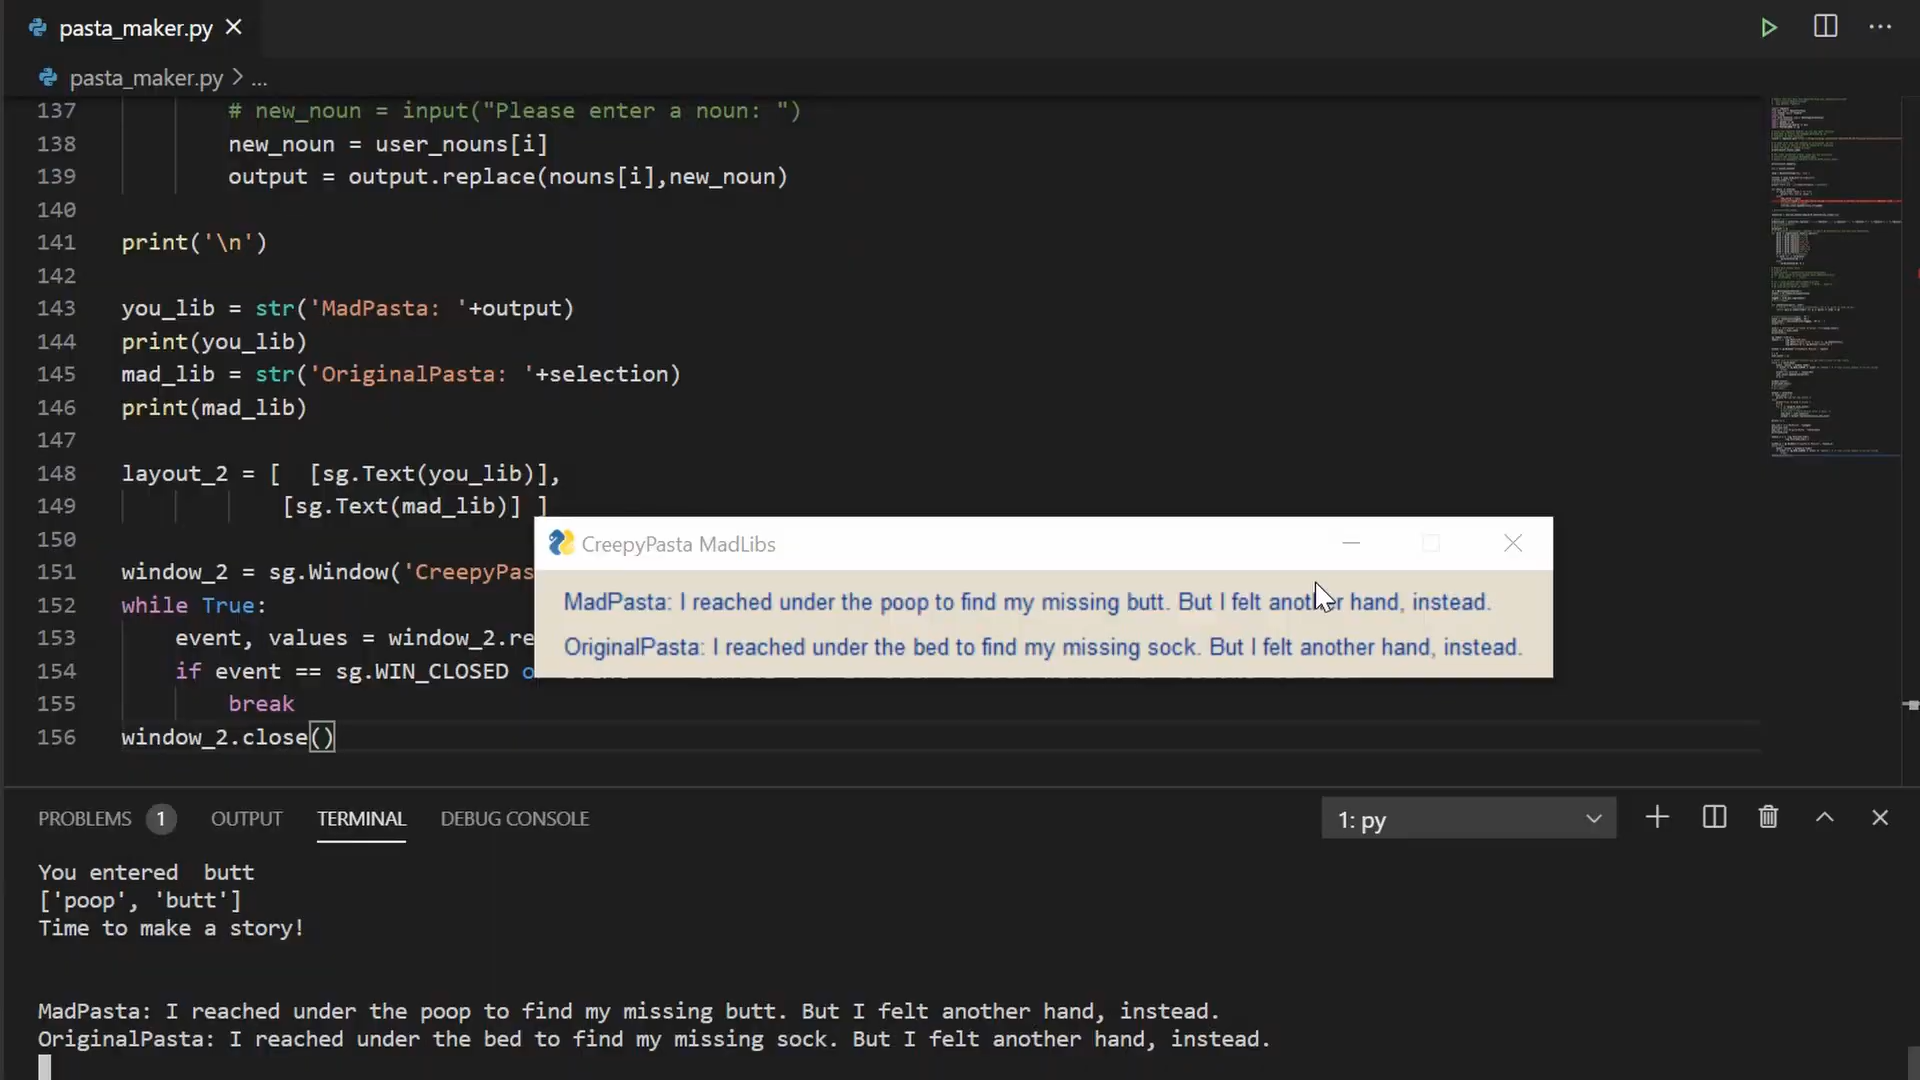 pasta_maker.py
pasta_maker.py > ...
137 # new_noun = input("Please enter a noun: ")
138 new_noun = user_nouns[i]
139 output = output.replace(nouns[i],new_noun)
140
141 print('\n')
142
143 you_lib = str('MadPasta: '+output)
144 print(you_lib)
145 mad_lib = str('OriginalPasta: '+selection)
146 print(mad_lib)
147
148 layout_2 = [  [sg.Text(you_lib)],
149 [sg.Text(mad_lib)] ]
150
151 window_2 = sg.Window('CreepyPas
152 while True:
153 event, values = window_2.re
154 if event == sg.WIN_CLOSED o
155 break
156 window_2.close()
CreepyPasta MadLibs
MadPasta: I reached under the poop to find my missing butt. But I felt another hand, instead.
OriginalPasta: I reached under the bed to find my missing sock. But I felt another hand, instead.
PROBLEMS 1 OUTPUT TERMINAL DEBUG CONSOLE 1: py
You entered  butt
['poop', 'butt']
Time to make a story!
MadPasta: I reached under the poop to find my missing butt. But I felt another hand, instead.
OriginalPasta: I reached under the bed to find my missing sock. But I felt another hand, instead.